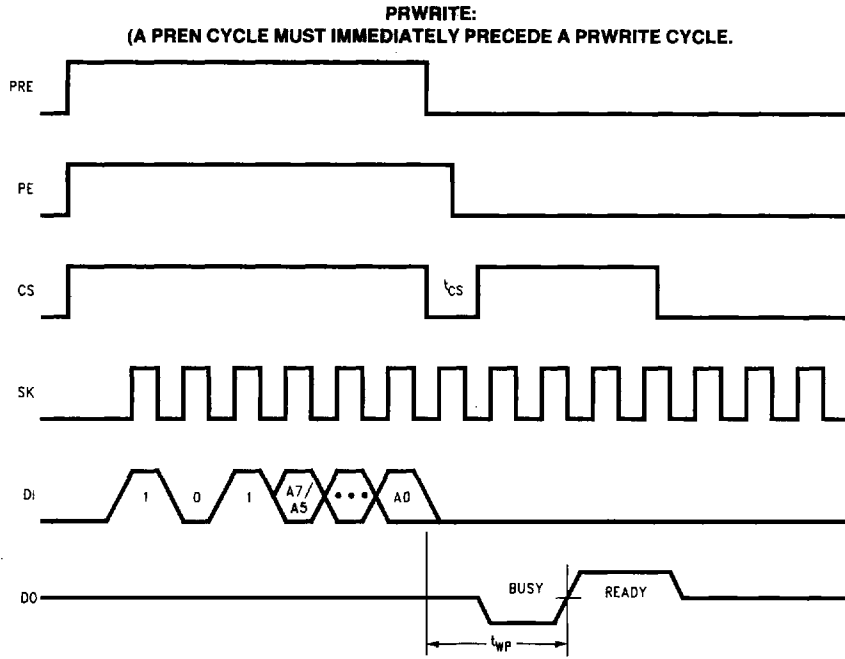 PRWRITE:
(A PREN CYCLE MUST IMMEDIATELY PRECEDE A PRWRITE CYCLE.
PRE
PE
CS
tCS
SK
DI
1
0
1
A7/
A5
•••
A0
DO
BUSY
READY
tWP